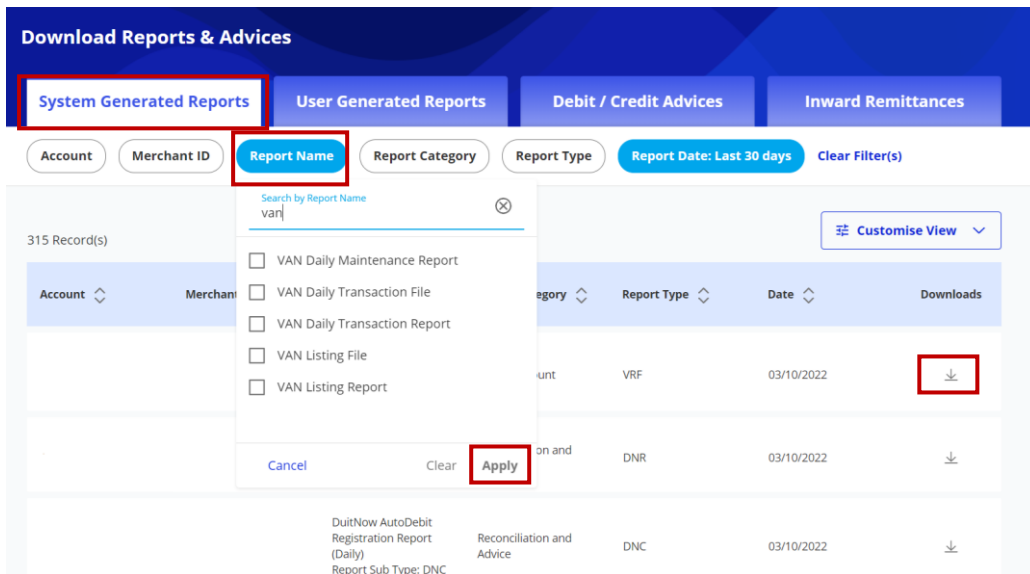 Download Reports & Advices
System Generated Reports
User Generated Reports
Debit / Credit Advices
Inward Remittances
Account
Merchant ID
Report Name
Report Category
Report Type
Report Date: Last 30 days
Clear Filter(s)
Search by Report Name
van
315 Record(s)
Customise View
VAN Daily Maintenance Report
VAN Daily Transaction File
VAN Daily Transaction Report
VAN Listing File
VAN Listing Report
Cancel
Clear
Apply
Account
Merchan
egory
Report Type
Date
Downloads
unt
VRF
03/10/2022
on and
DNR
03/10/2022
DuitNow AutoDebit
Registration Report
(Daily)
Report Sub Type: DNC
Reconciliation and
Advice
DNC
03/10/2022